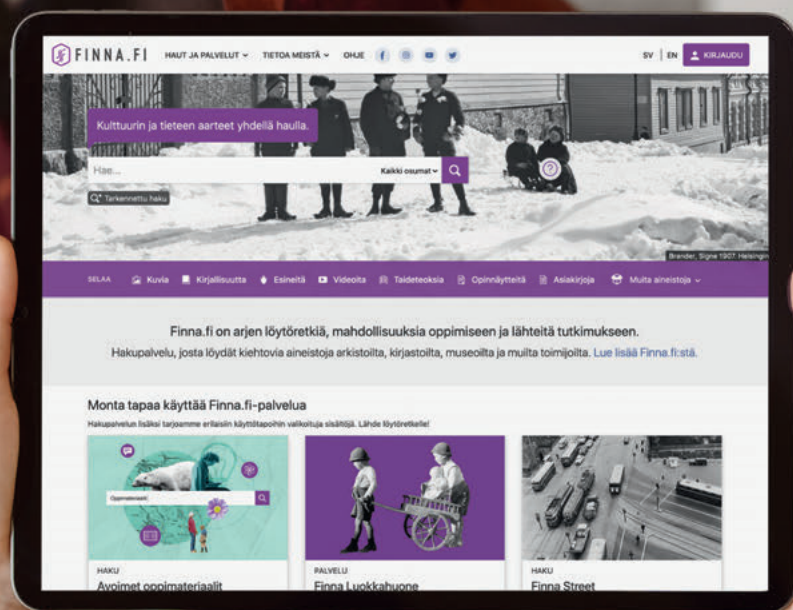 FINNA.FI HAUT JA PALVELUT TIETOA MEISTÄ OHJE SV EN KIRJAUDU
Kulttuurin ja tieteen aarteet yhdellä haulla.
Hae... Kaikki osumat
Tarkennettu haku
Brander, Signe 1907. Helsingin
SELAA Kuvia Kirjallisuutta Esineitä Videoita Taideteoksia Opinnäytteitä Asiakirjoja Muita aineistoja
Finna.fi on arjen löytöretkiä, mahdollisuuksia oppimiseen ja lähteitä tutkimukseen.
Hakupalvelu, josta löydät kiehtovia aineistoja arkistoilta, kirjastoilta, museoilta ja muilta toimijoilta. Lue lisää Finna.fi:stä.
Monta tapaa käyttää Finna.fi-palvelua
Hakupalvelun lisäksi tarjoamme erilaisiin käyttötapoihin valikoituja sisältöjä. Lähde löytöretkelle!
Oppimateriaalit
HAKU PALVELU HAKU
Avoimet oppimateriaalit Finna Luokkahuone Finna Street